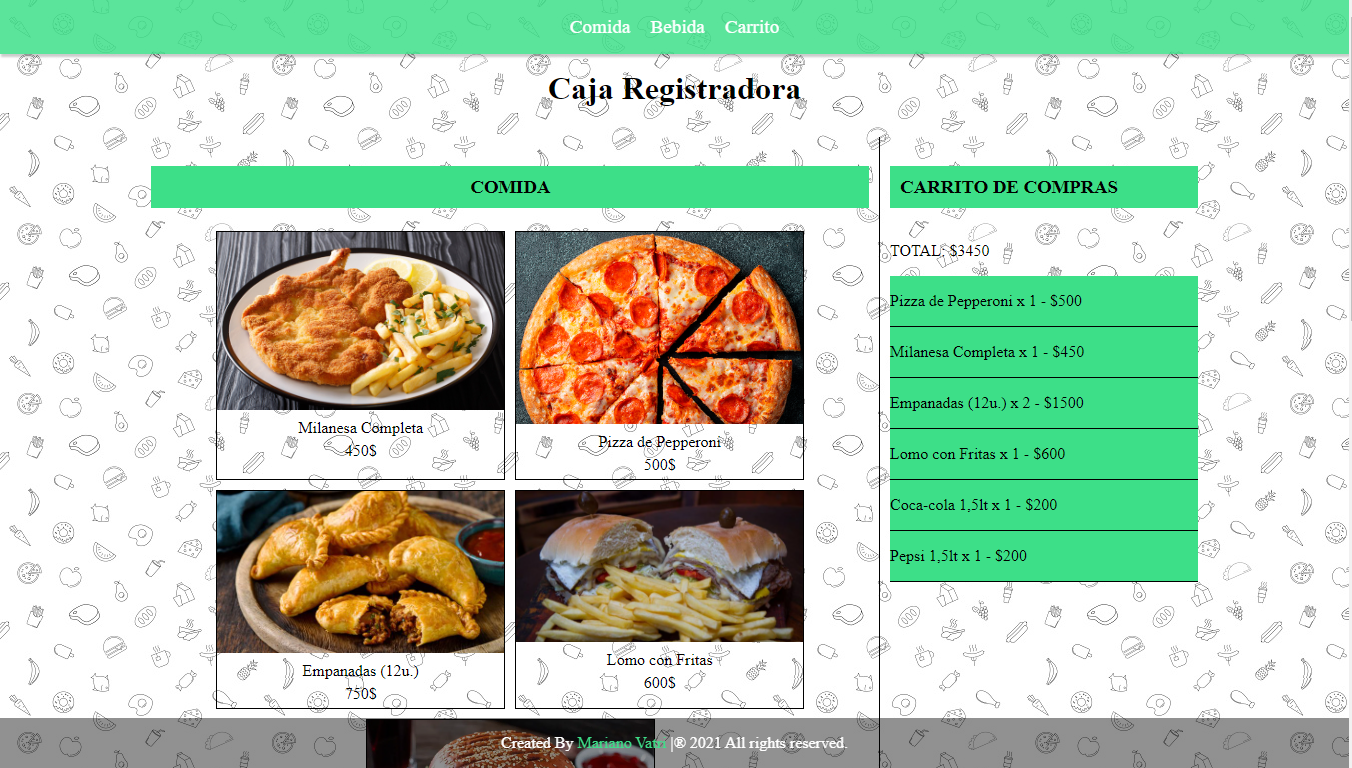 Comida Bebida Carrito
Caja Registradora
COMIDA
Milanesa Completa
450$
Pizza de Pepperoni
500$
Empanadas (12u.)
750$
Lomo con Fritas
600$
CARRITO DE COMPRAS
TOTAL: $3450
Pizza de Pepperoni x 1 - $500
Milanesa Completa x 1 - $450
Empanadas (12u.) x 2 - $1500
Lomo con Fritas x 1 - $600
Coca-cola 1,5lt x 1 - $200
Pepsi 1,5lt x 1 - $200
Created By Mariano Vatri |® 2021 All rights reserved.